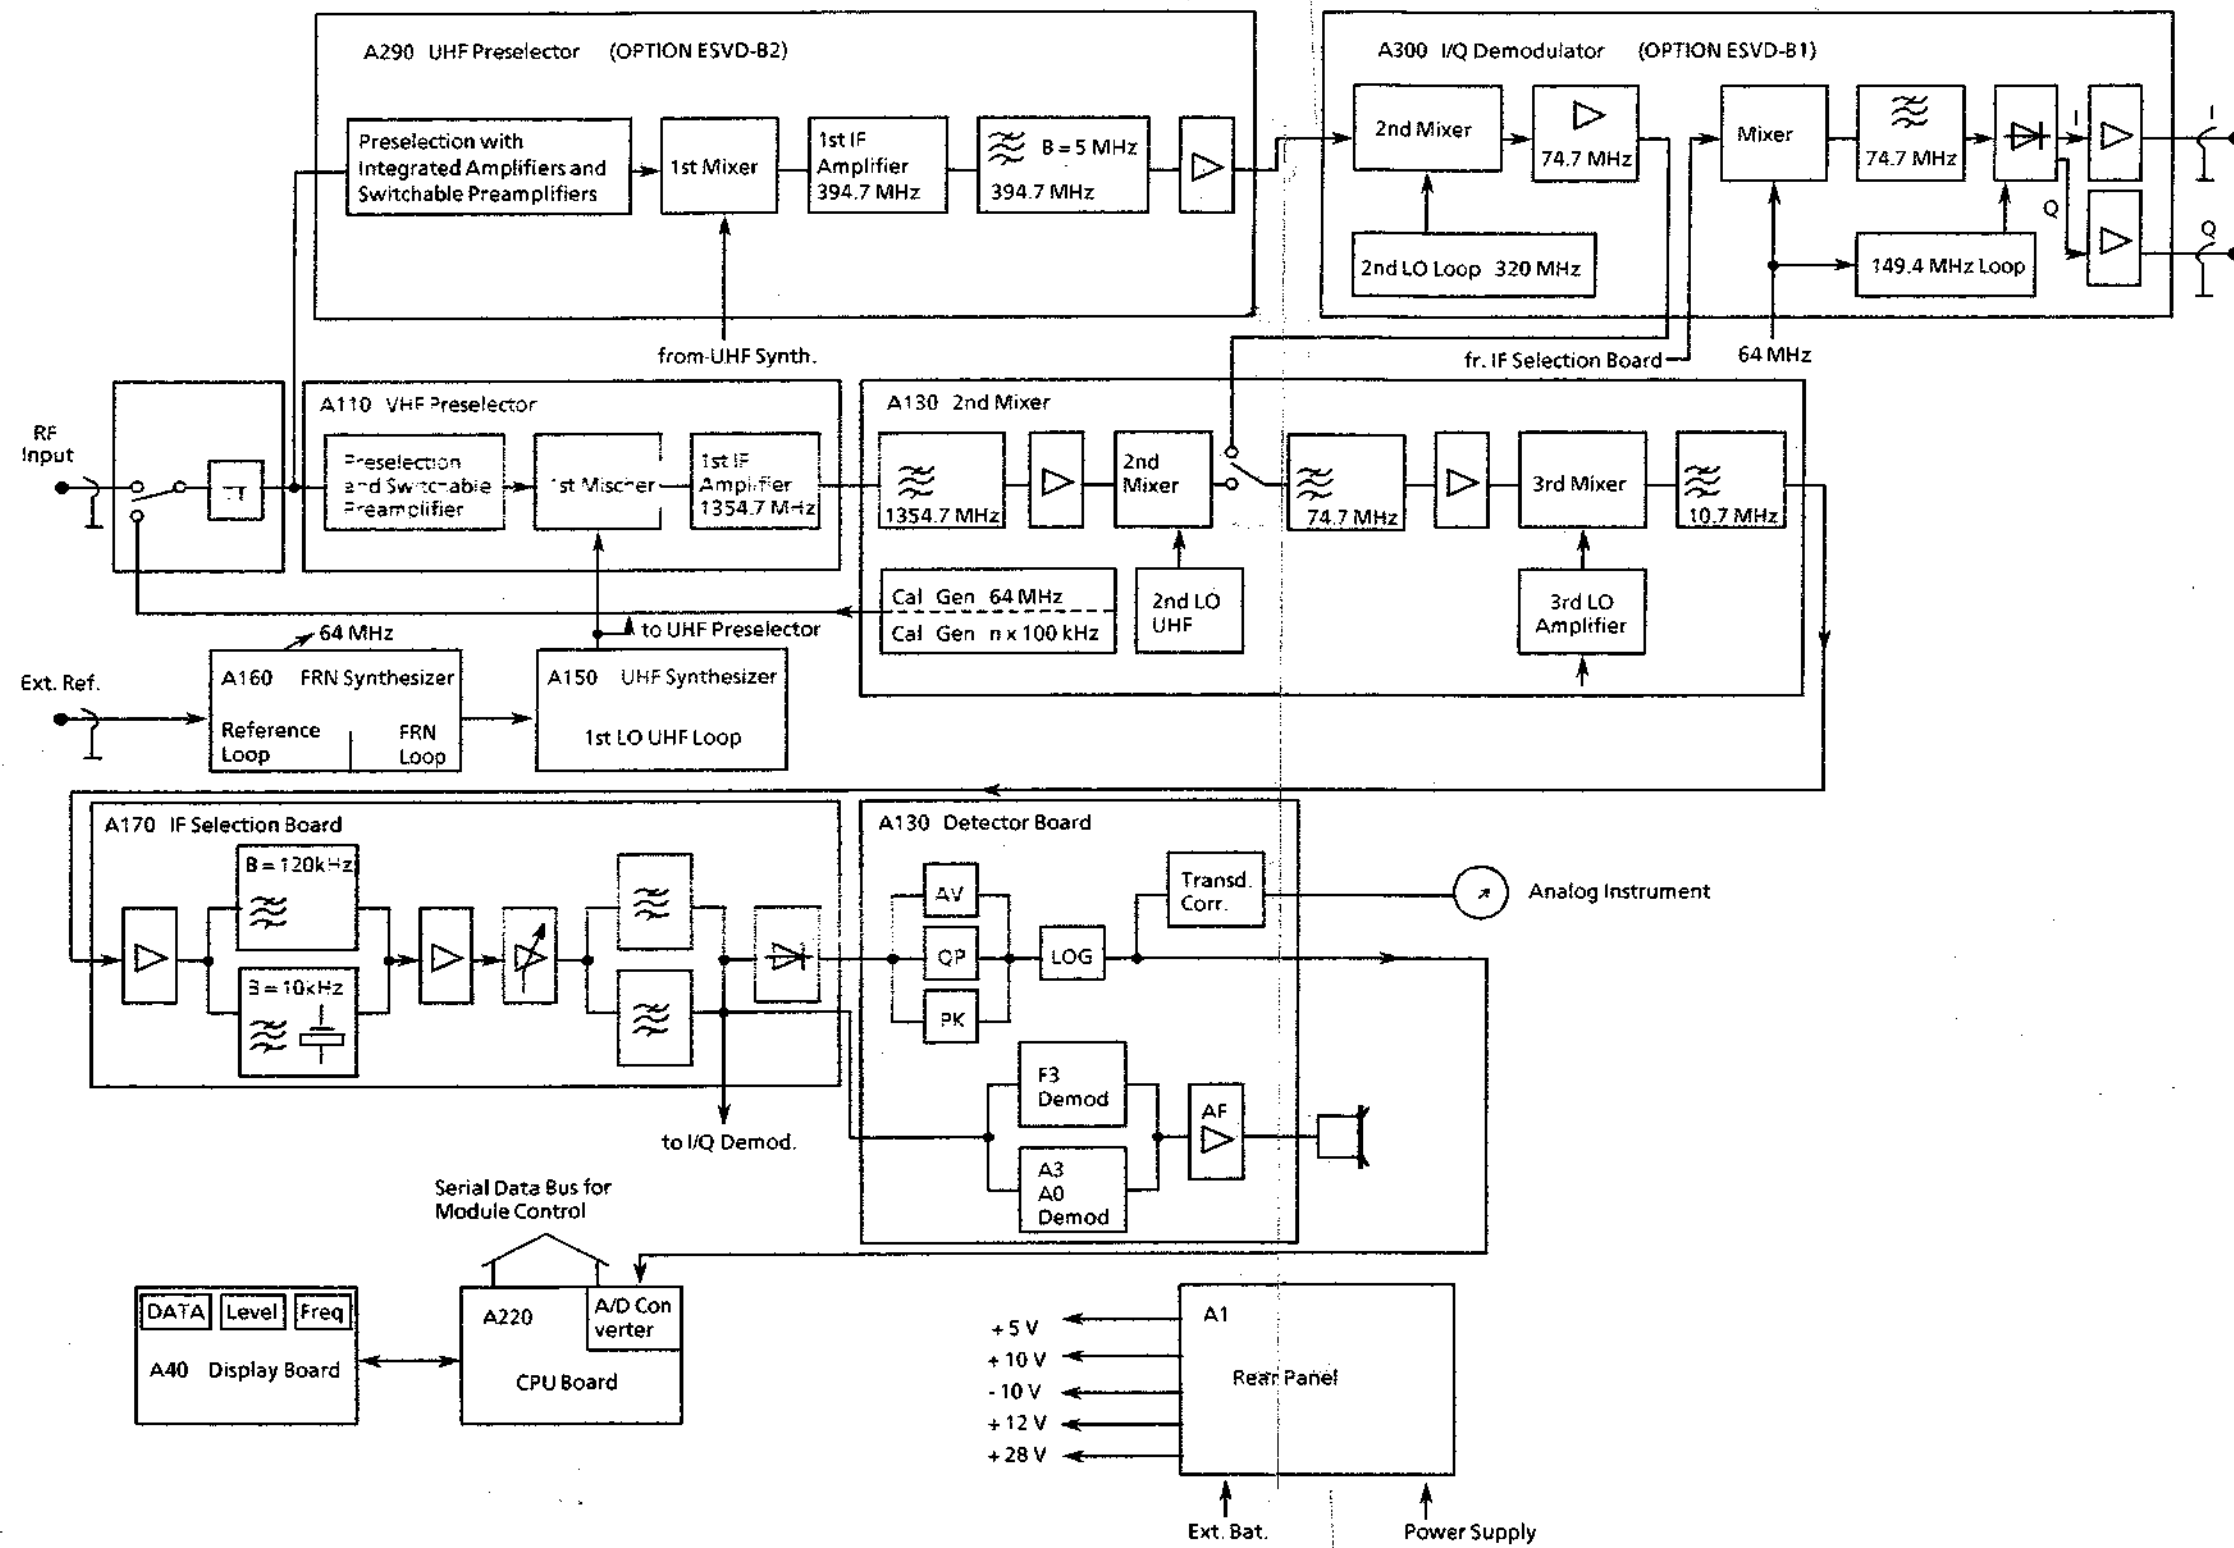 A290 UHF Preselector (OPTION ESVD-B2)
Preselection with
Integrated Amplifiers and
Switchable Preamplifiers
1st Mixer
1st IF
Amplifier
394.7 MHz
B = 5 MHz
394.7 MHz
from UHF Synth.
A300 I/Q Demodulator (OPTION ESVD-B1)
2nd Mixer
74.7 MHz
2nd LO Loop 320 MHz
Mixer
74.7 MHz
149.4 MHz Loop
I
Q
I
Q
fr. IF Selection Board
64 MHz
RF
Input
A110 VHF Preselector
Preselection
and Switchable
Preamplifier
1st Mischer
1st IF
Amplifier
1354.7 MHz
A130 2nd Mixer
1354.7 MHz
2nd
Mixer
74.7 MHz
3rd Mixer
10.7 MHz
Cal Gen 64 MHz
Cal Gen n x 100 kHz
2nd LO
UHF
3rd LO
Amplifier
64 MHz
to UHF Preselector
Ext. Ref.
A160 FRN Synthesizer
Reference
Loop
FRN
Loop
A150 UHF Synthesizer
1st LO UHF Loop
A170 IF Selection Board
B = 120kHz
B = 10kHz
to I/Q Demod.
A130 Detector Board
AV
QP
PK
LOG
Transd.
Corr.
Analog Instrument
F3
Demod
A3
A0
Demod
AF
Serial Data Bus for
Module Control
DATA Level Freq
A40 Display Board
A220
A/D Con
verter
CPU Board
+ 5 V
+ 10 V
- 10 V
+ 12 V
+ 28 V
A1
Rear Panel
Ext. Bat.
Power Supply